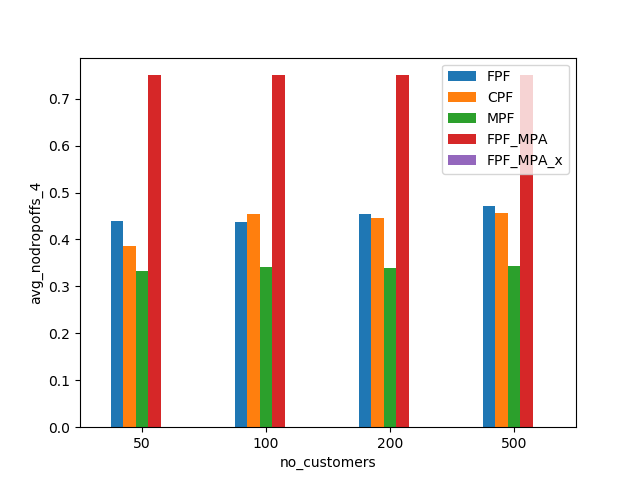 FPF
CPF
MPF
FPF_MPA
FPF_MPA_x
0.7
0.6
0.5
0.4
0.3
0.2
0.1
0.0
avg_nodropoffs_4
50 100 200 500
no_customers